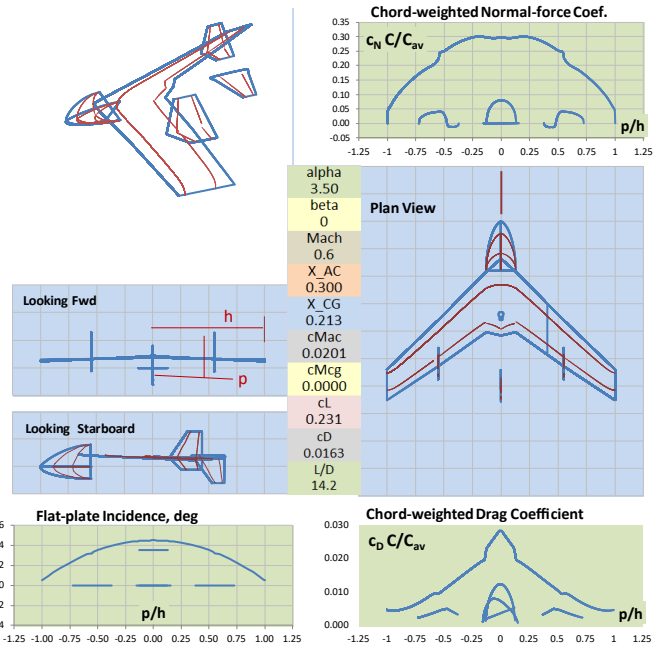 Chord-weighted Normal-force Coef.
cN C/Cav
0.35
0.30
0.25
0.20
0.15
0.10
0.05
0.00
-0.05
p/h
-1.25 -1 -0.75 -0.5 -0.25 0 0.25 0.5 0.75 1 1.25
alpha
3.50
beta
0
Mach
0.6
X_AC
0.300
X_CG
0.213
cMac
0.0201
cMcg
0.0000
cL
0.231
cD
0.0163
L/D
14.2
Plan View
Looking Fwd
h
p
Looking Starboard
Flat-plate Incidence, deg
6
4
2
0
2
4
p/h
-1.25 -1.00 -0.75 -0.50 -0.25 0.00 0.25 0.50 0.75 1.00 1.25
Chord-weighted Drag Coefficient
cD C/Cav
0.030
0.020
0.010
0.000
p/h
-1.25 -1 -0.75 -0.5 -0.25 0 0.25 0.5 0.75 1 1.25